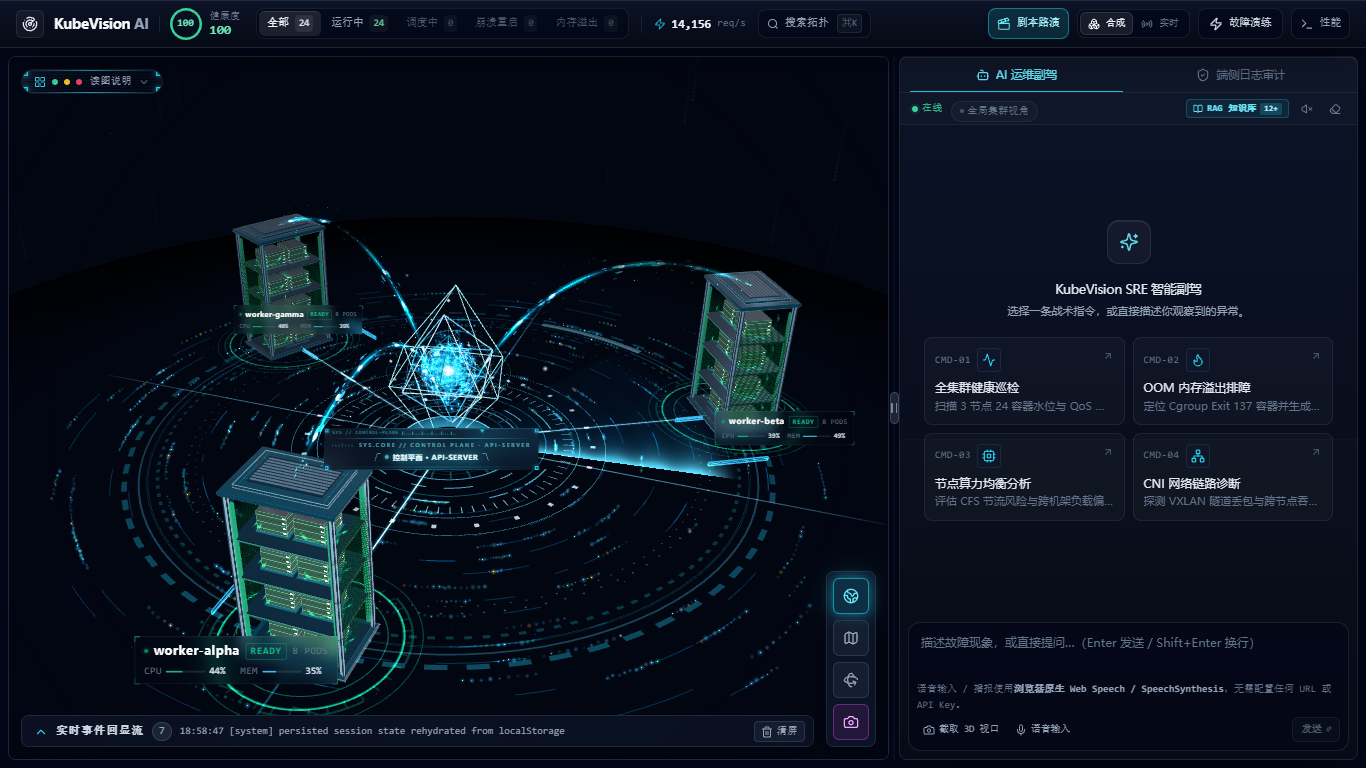 KubeVision AI
100
健康度
100
全部 24
运行中 24
调度中 0
崩溃重启 0
内存溢出 0
14,156 req/s
搜索拓扑 ⌘K
剧本路演
合成
实时
故障演练
性能
读图说明
worker-gamma READY 8 PODS
CPU 40% MEM 39%
worker-beta READY 8 PODS
CPU 39% MEM 49%
SYS // CONTROL-PLANE
SYS.CORE // CONTROL PLANE · API-SERVER
控制平面 • API-SERVER
worker-alpha READY 8 PODS
CPU 44% MEM 35%
实时事件回显流 7 18:58:47 [system] persisted session state rehydrated from localStorage
清屏
AI 运维副驾
端侧日志审计
在线
全局集群视角
RAG 知识库 12+
KubeVision SRE 智能副驾
选择一条战术指令，或直接描述你观察到的异常。
CMD-01
全集群健康巡检
扫描 3 节点 24 容器水位与 QoS ...
CMD-02
OOM 内存溢出排障
定位 Cgroup Exit 137 容器并生成...
CMD-03
节点算力均衡分析
评估 CFS 节流风险与跨机架负载偏...
CMD-04
CNI 网络链路诊断
探测 VXLAN 隧道丢包与跨节点吞...
描述故障现象，或直接提问...（Enter 发送 / Shift+Enter 换行）
语音输入 / 播报使用浏览器原生 Web Speech / SpeechSynthesis，无需配置任何 URL 或
API Key。
截取 3D 视口
语音输入
发送